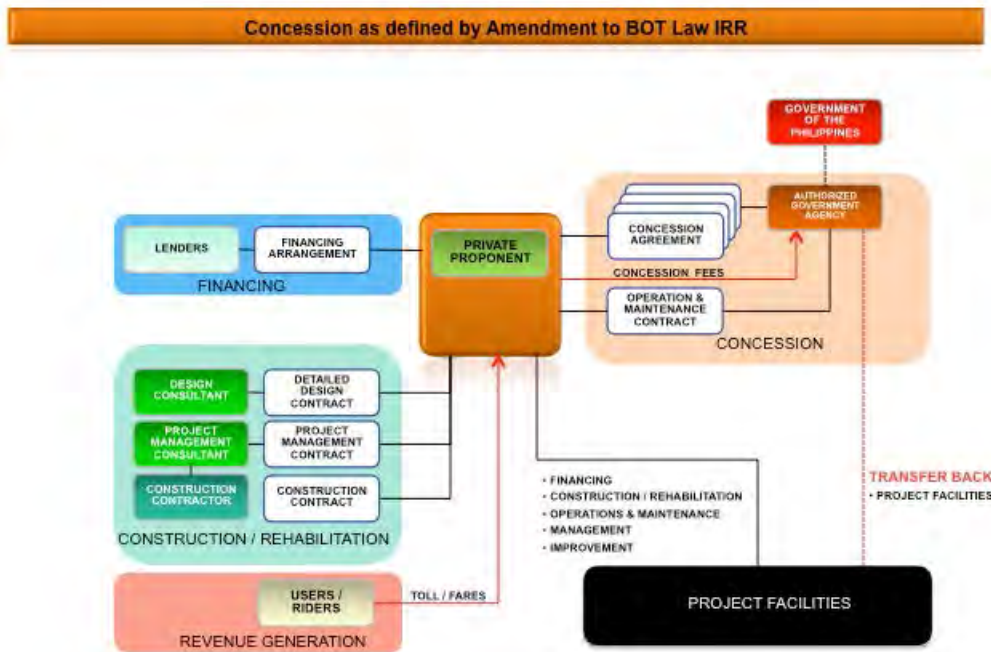 Concession as defined by Amendment to BOT Law IRR
GOVERNMENT
OF THE
PHILIPPINES
AUTHORIZED
GOVERNMENT
AGENCY
CONCESSION
AGREEMENT
CONCESSION FEES
OPERATION &
MAINTENANCE
CONTRACT
CONCESSION
LENDERS
FINANCING
ARRANGEMENT
FINANCING
PRIVATE
PROPONENT
DESIGN
CONSULTANT
DETAILED
DESIGN
CONTRACT
PROJECT
MANAGEMENT
CONSULTANT
PROJECT
MANAGEMENT
CONTRACT
CONSTRUCTION
CONTRACTOR
CONSTRUCTION
CONTRACT
CONSTRUCTION / REHABILITATION
• FINANCING
• CONSTRUCTION / REHABILITATION
• OPERATIONS & MAINTENANCE
• MANAGEMENT
• IMPROVEMENT
TRANSFER BACK
• PROJECT FACILITIES
USERS /
RIDERS
TOLL / FARES
REVENUE GENERATION
PROJECT FACILITIES